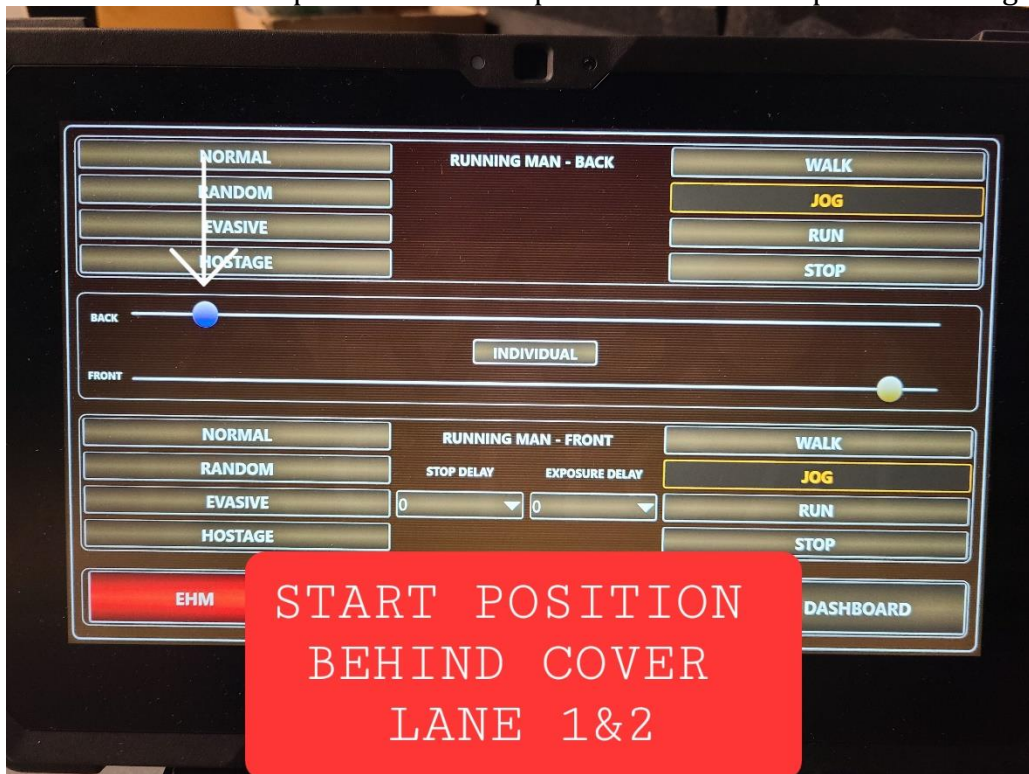 NORMAL
RUNNING MAN - BACK
WALK
RANDOM
JOG
EVASIVE
RUN
HOSTAGE
STOP
BACK
INDIVIDUAL
FRONT
NORMAL
RUNNING MAN - FRONT
WALK
RANDOM
STOP DELAY
EXPOSURE DELAY
JOG
EVASIVE
0
0
RUN
HOSTAGE
STOP
EHM
DASHBOARD
START POSITION
BEHIND COVER
LANE 1&2